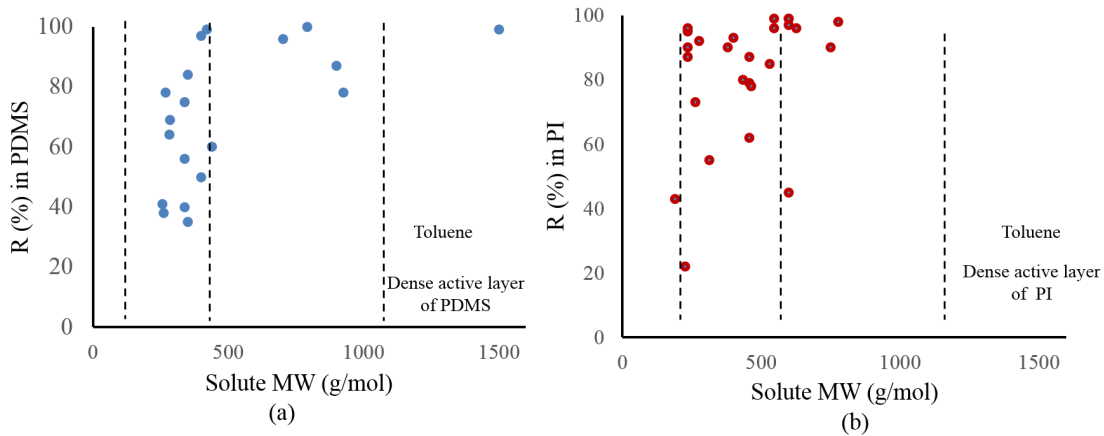 R (%) in PDMS
100
80
60
40
20
0
0 500 1000 1500
Toluene
Dense active layer
of PDMS
Solute MW (g/mol)
(a)
R (%) in PI
100
80
60
40
20
0
0 500 1000 1500
Toluene
Dense active layer
of PI
Solute MW (g/mol)
(b)